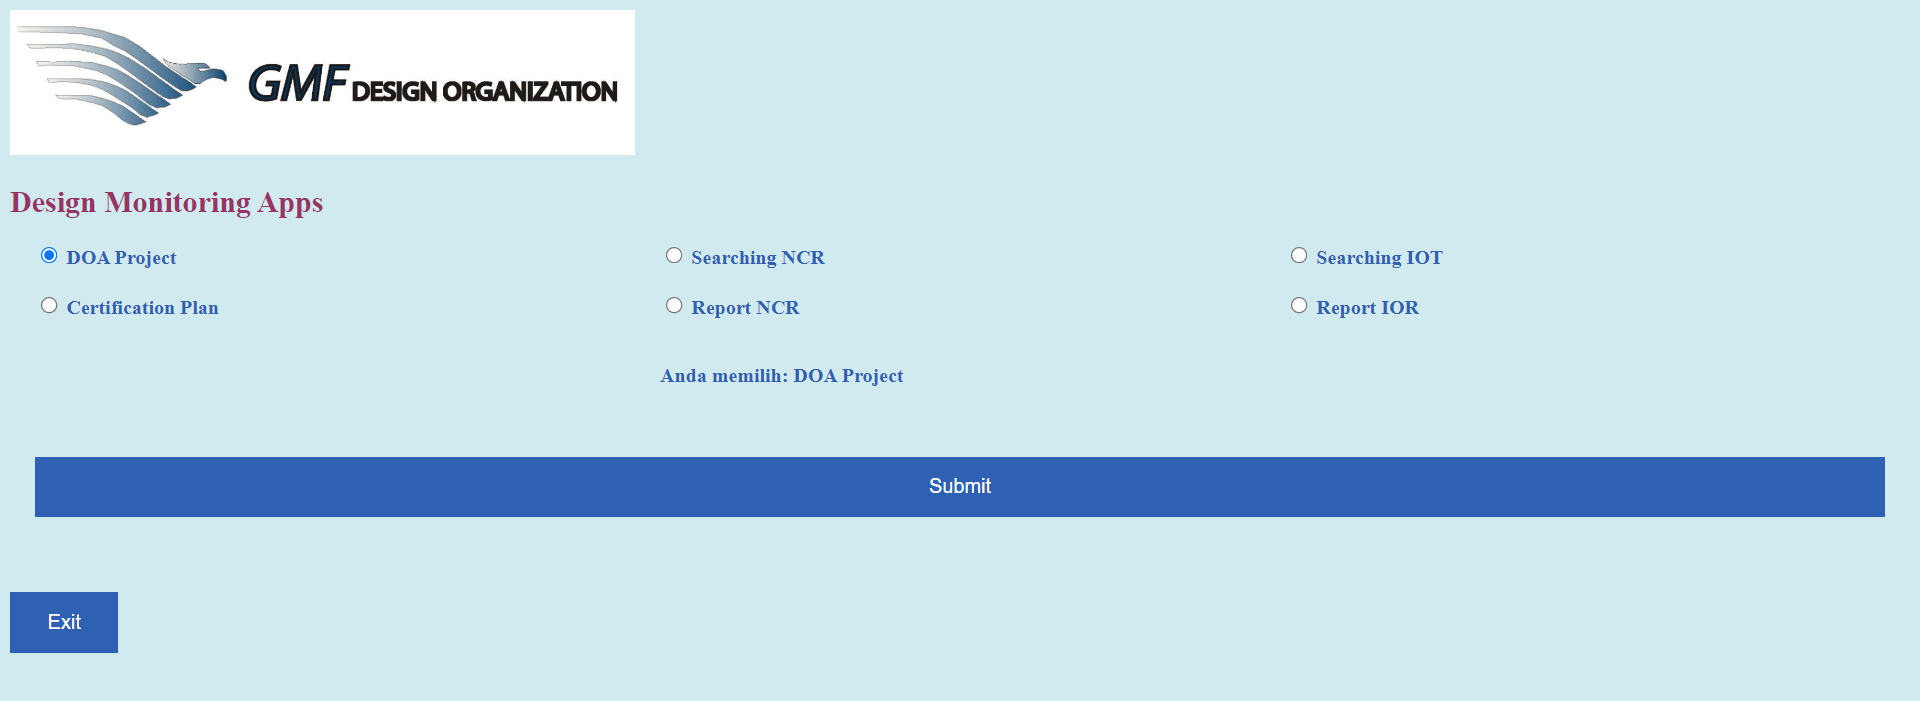 GMF DESIGN ORGANIZATION
Design Monitoring Apps
DOA Project Searching NCR Searching IOT
Certification Plan Report NCR Report IOR
Anda memilih: DOA Project
Submit
Exit